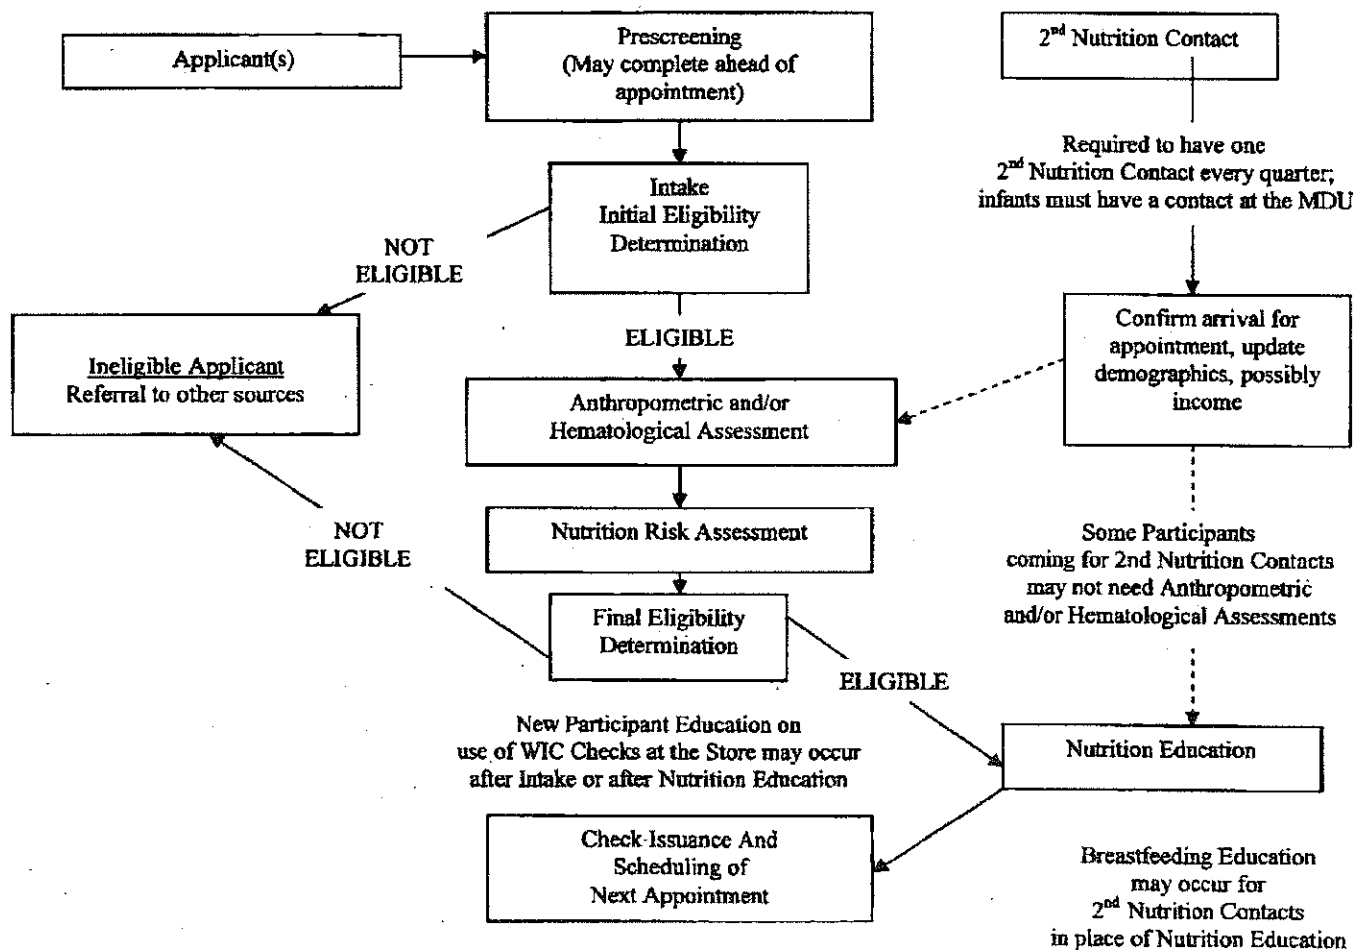 Applicant(s)
Prescreening
(May complete ahead of
appointment)
2nd Nutrition Contact
Required to have one
2nd Nutrition Contact every quarter;
infants must have a contact at the MDU
Intake
Initial Eligibility
Determination
NOT
ELIGIBLE
ELIGIBLE
Ineligible Applicant
Referral to other sources
Confirm arrival for
appointment, update
demographics, possibly
income
Anthropometric and/or
Hematological Assessment
Nutrition Risk Assessment
NOT
ELIGIBLE
Some Participants
coming for 2nd Nutrition Contacts
may not need Anthropometric
and/or Hematological Assessments
Final Eligibility
Determination
ELIGIBLE
New Participant Education on
use of WIC Checks at the Store may occur
after Intake or after Nutrition Education
Nutrition Education
Check-Issuance And
Scheduling of
Next Appointment
Breastfeeding Education
may occur for
2nd Nutrition Contacts
in place of Nutrition Education